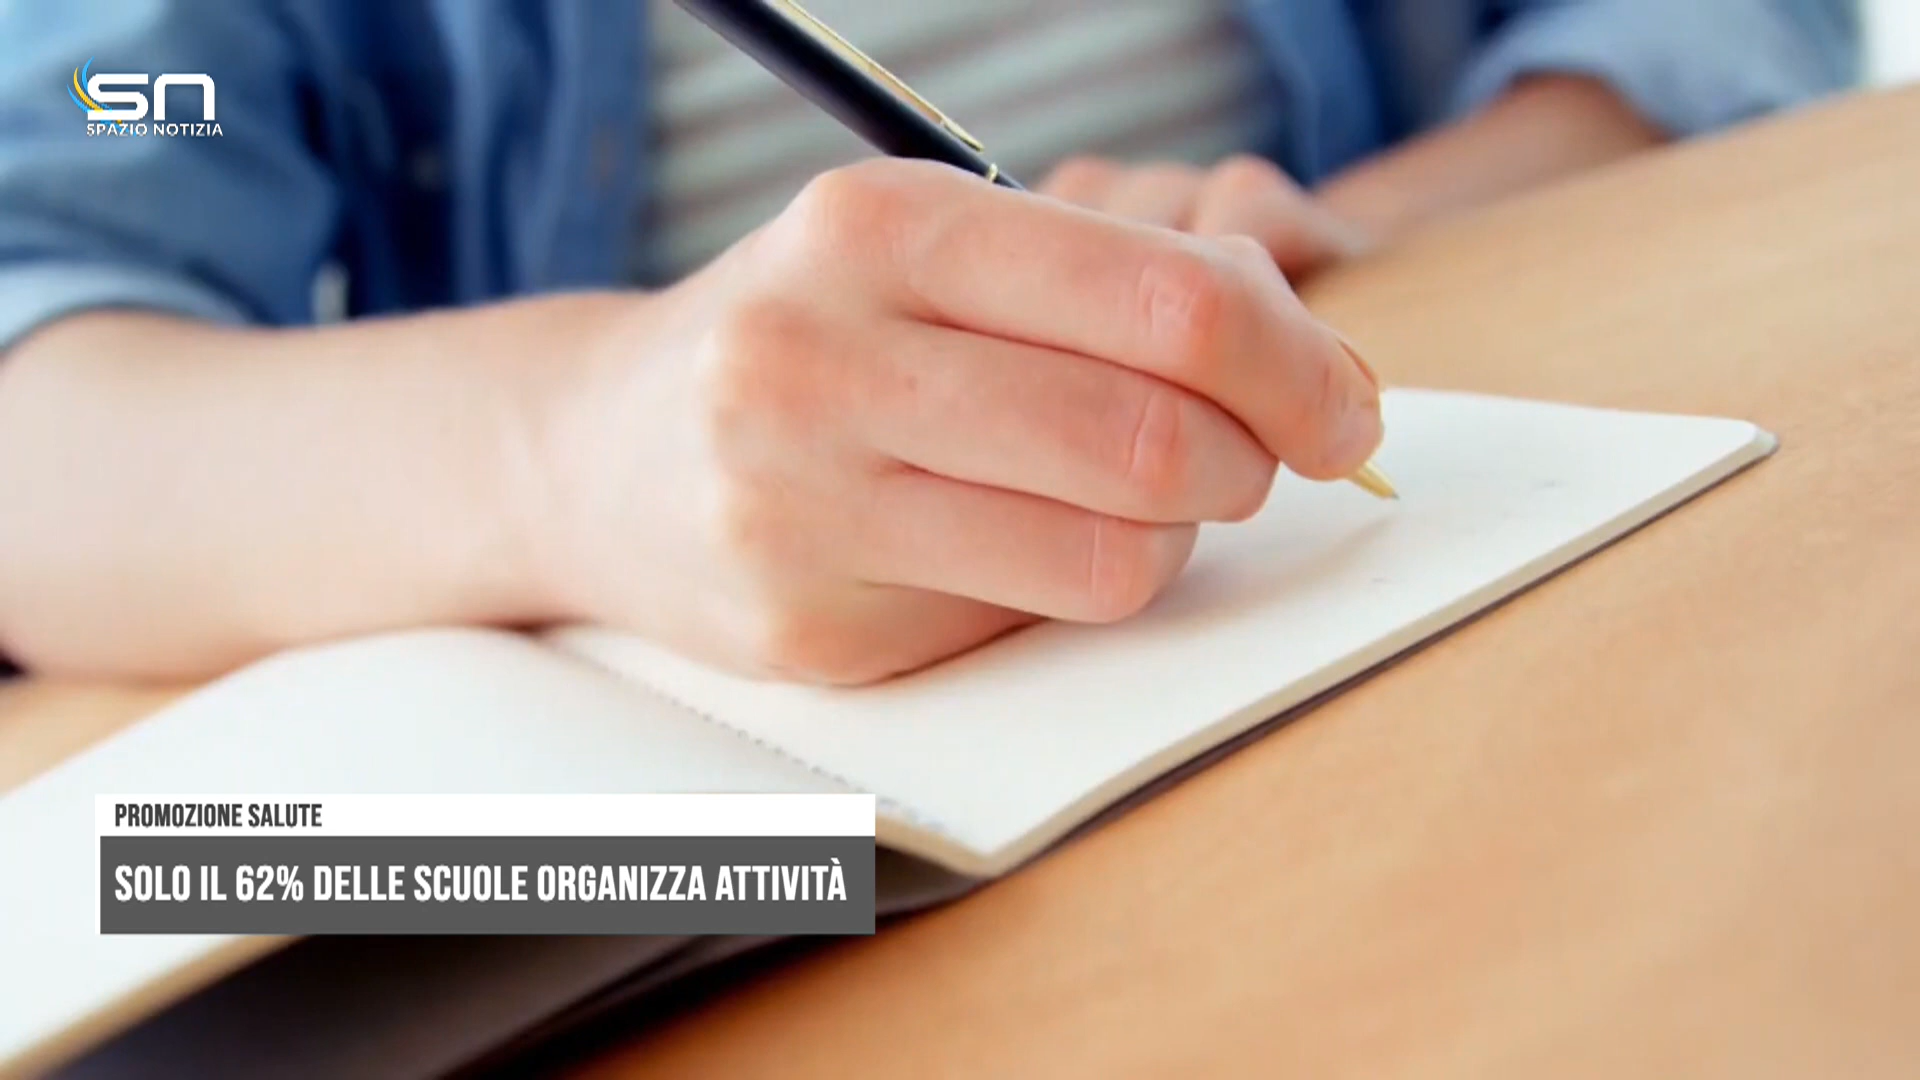 SN
SPAZIO NOTIZIA
PROMOZIONE SALUTE
SOLO IL 62% DELLE SCUOLE ORGANIZZA ATTIVITÀ